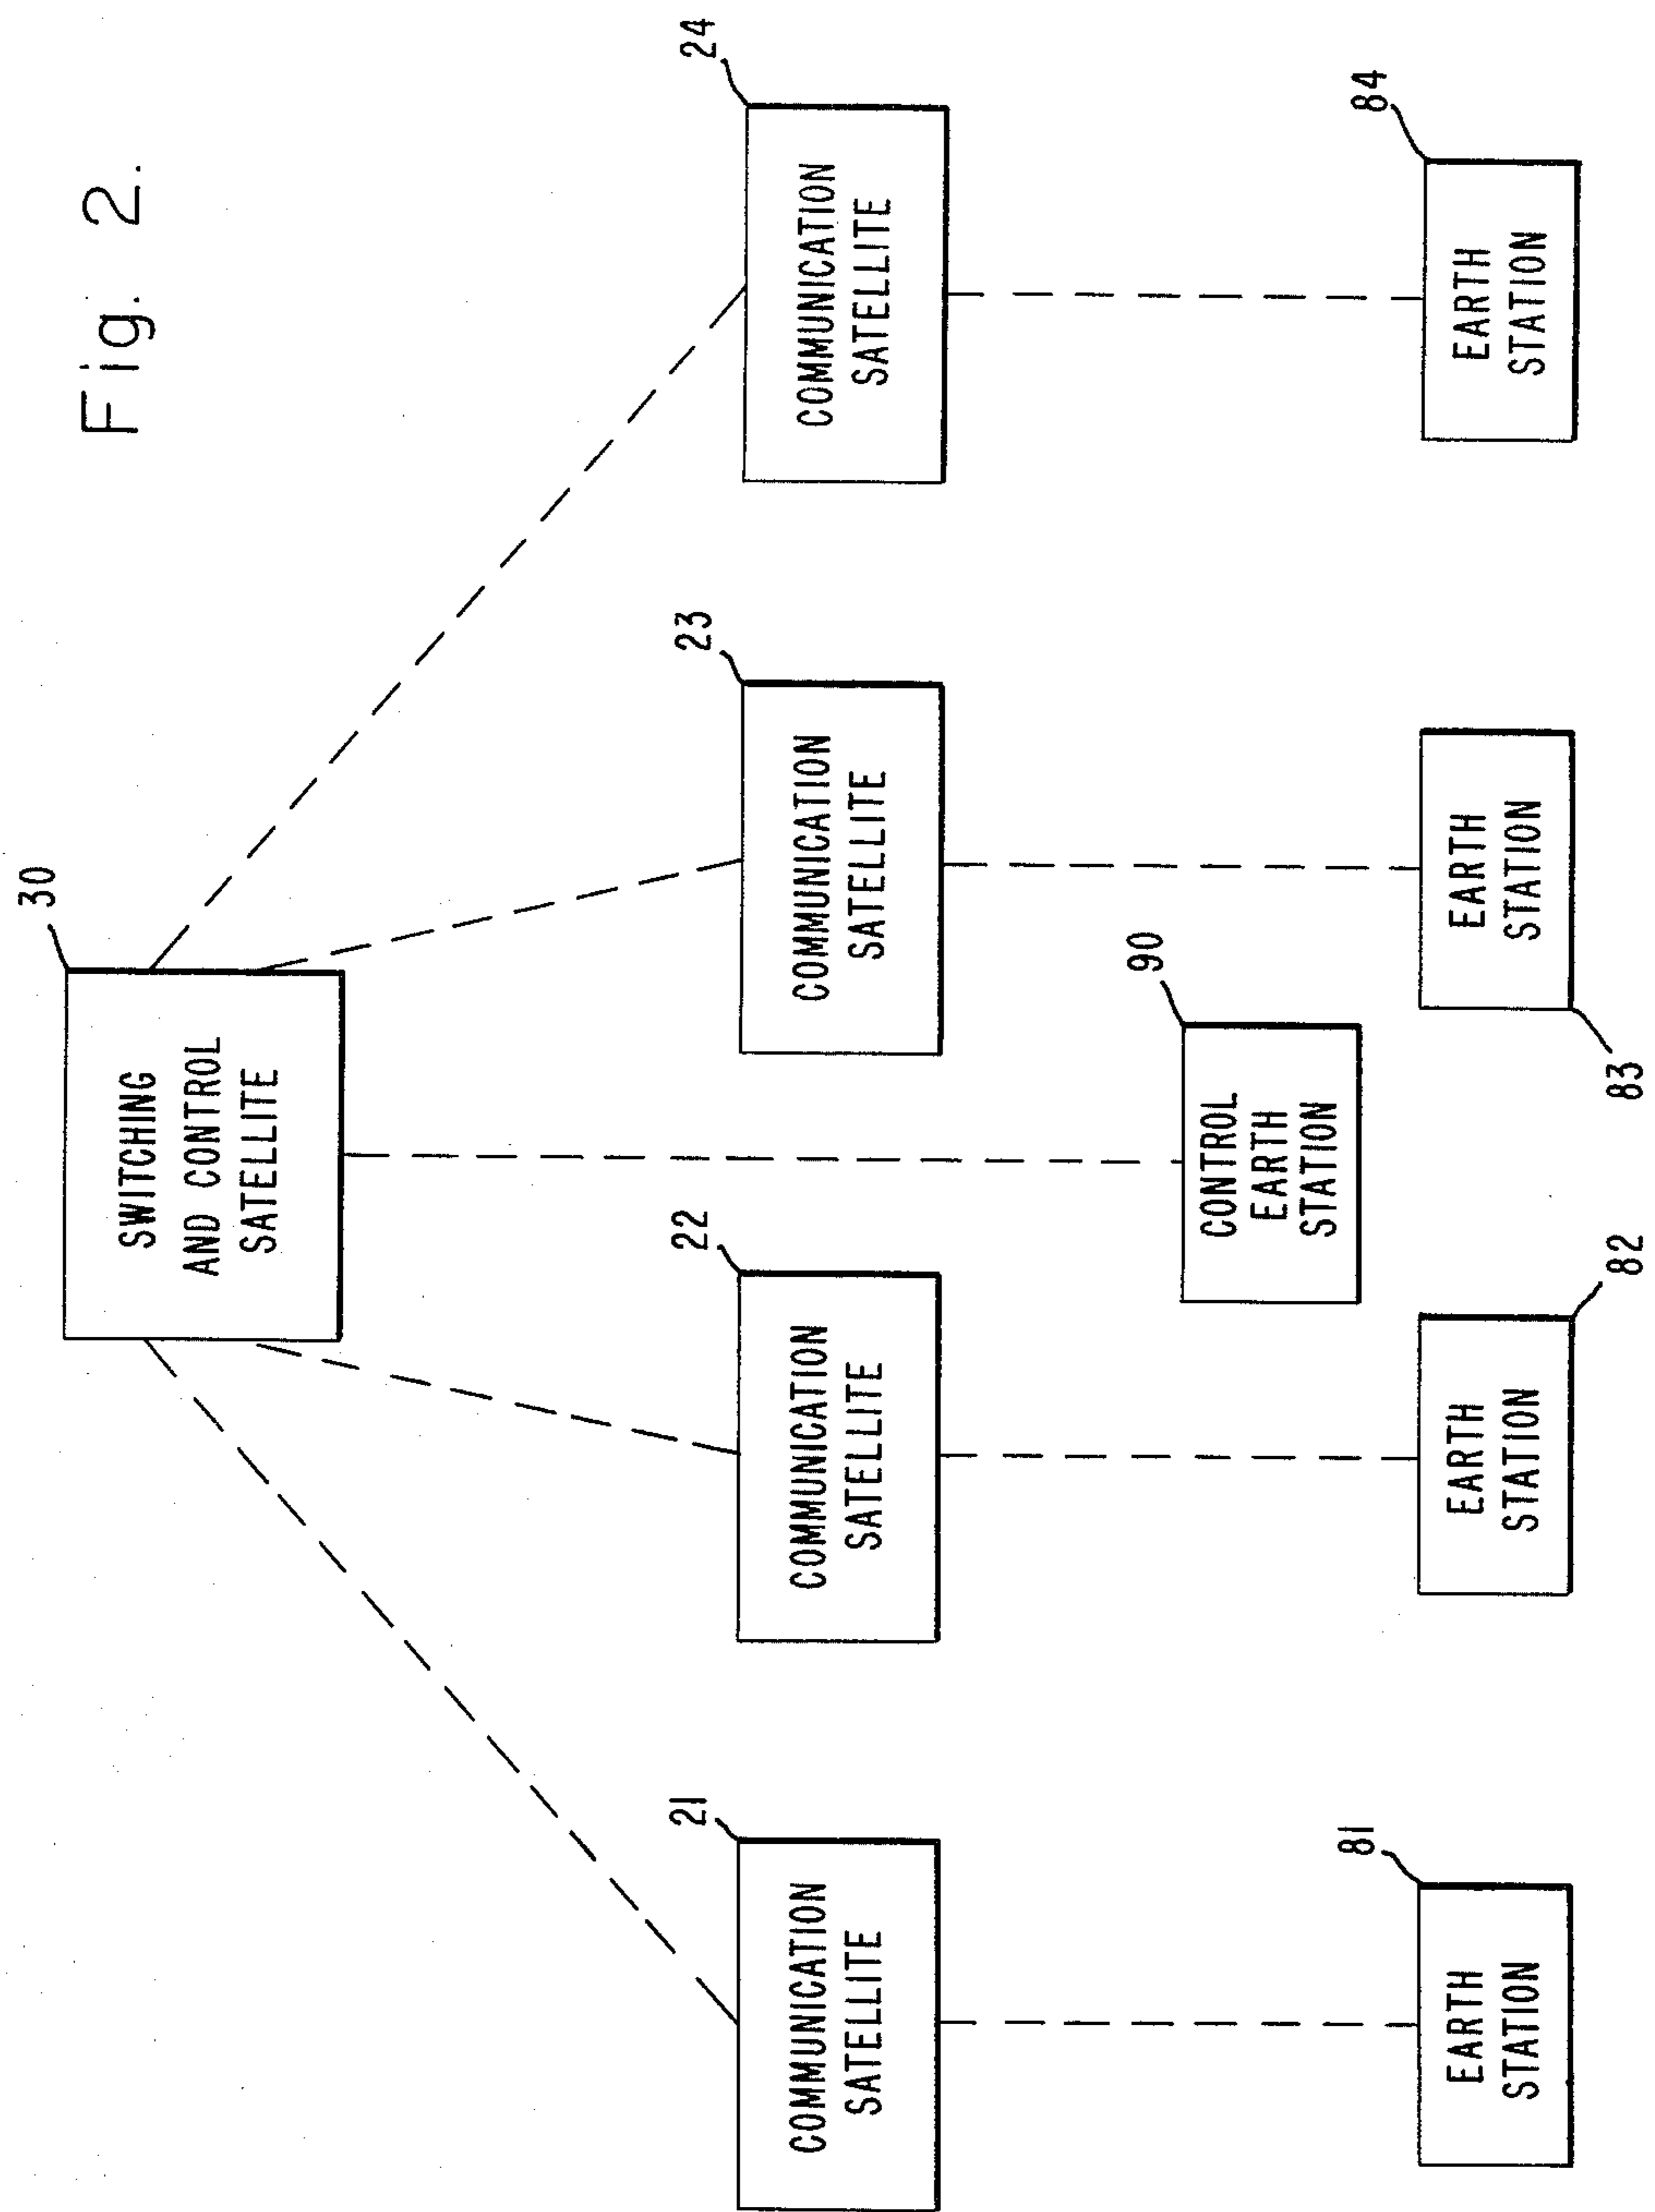 Fig. 2.
30
SWITCHING
AND CONTROL
SATELLITE
21
COMMUNICATION
SATELLITE
22
COMMUNICATION
SATELLITE
23
COMMUNICATION
SATELLITE
24
COMMUNICATION
SATELLITE
90
CONTROL
EARTH
STATION
81
EARTH
STATION
82
EARTH
STATION
83
EARTH
STATION
84
EARTH
STATION